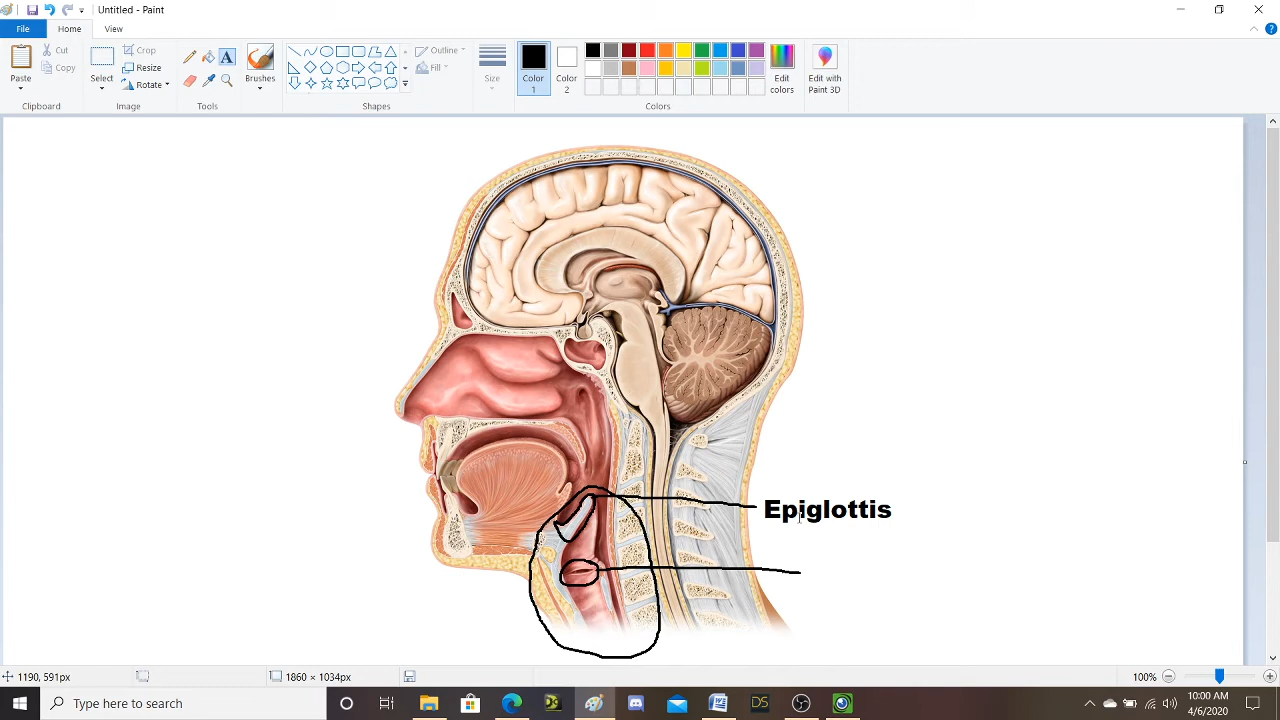 Untitled - Paint
File
Home
View
Paste
Cut
Copy
Clipboard
Select
Crop
Resize
Rotate
Image
A
Tools
Brushes
Shapes
Outline
Fill
Size
Color
1
Color
2
Colors
Edit
colors
Edit with
Paint 3D
Epiglottis
1190, 591px
1860 × 1034px
100%
Type here to search
DS
10:00 AM
4/6/2020